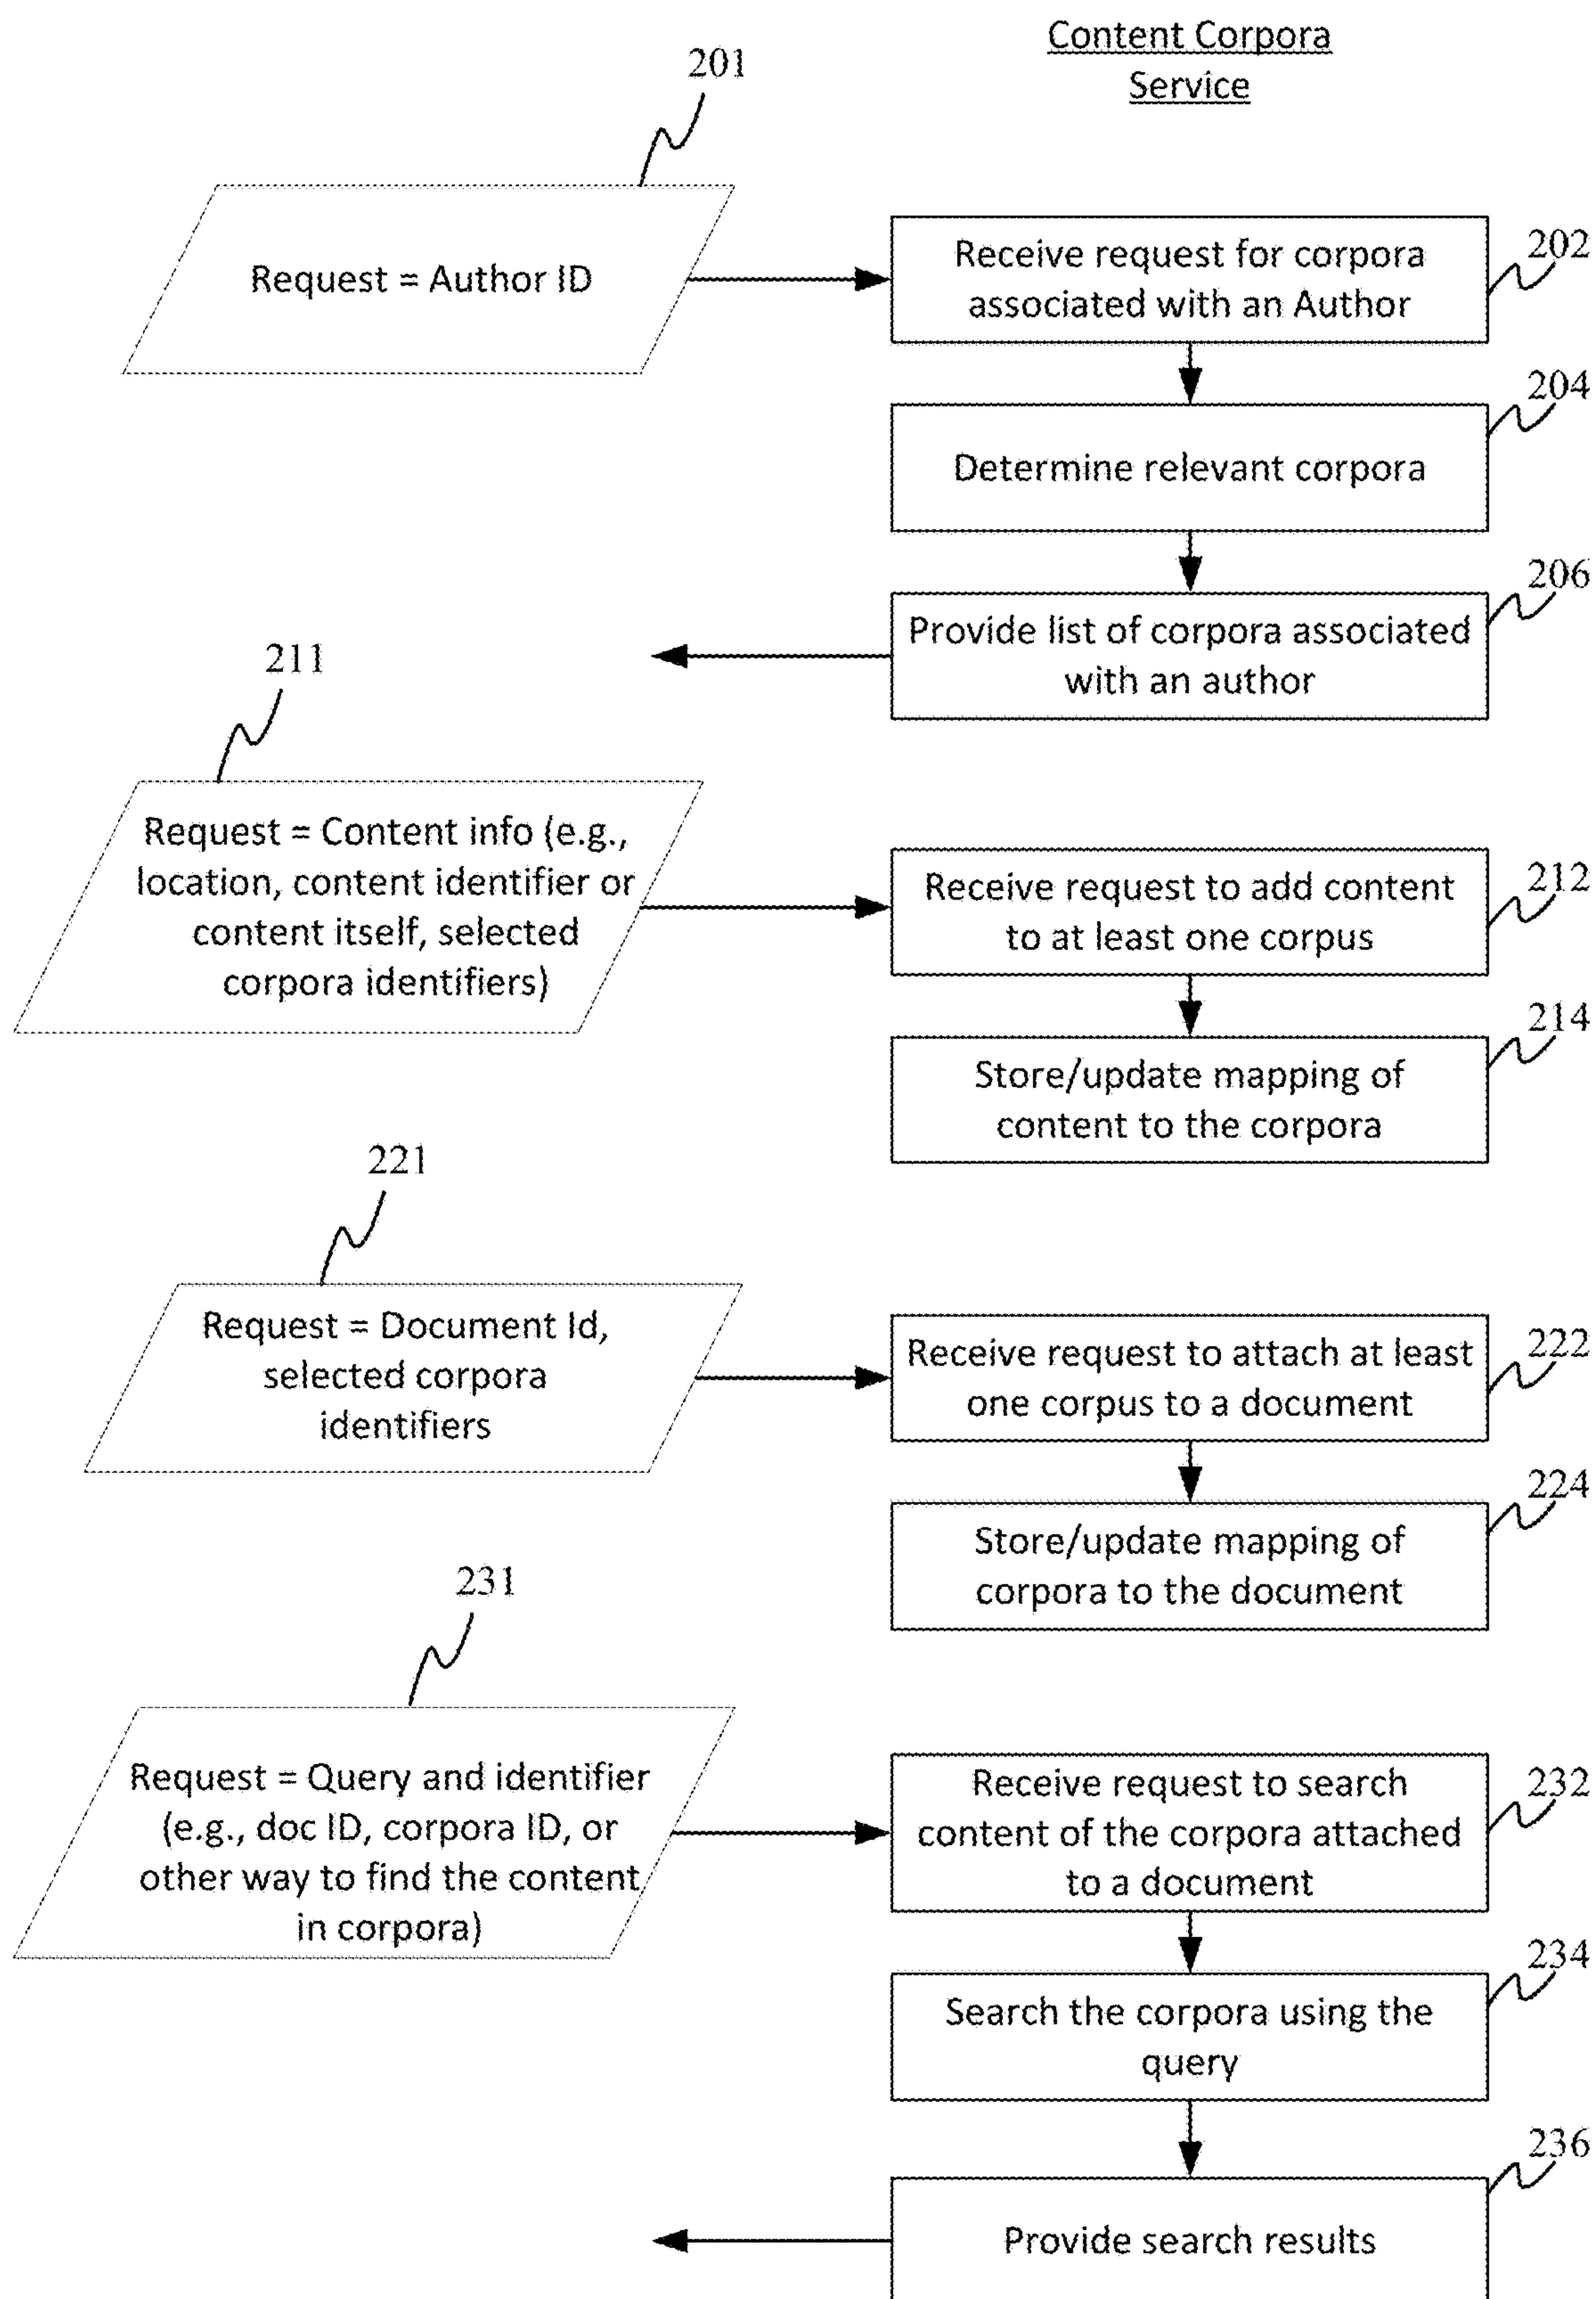 Content Corpora
Service
201
Request = Author ID
202
Receive request for corpora
associated with an Author
204
Determine relevant corpora
206
Provide list of corpora associated
with an author
211
Request = Content info (e.g.,
location, content identifier or
content itself, selected
corpora identifiers)
212
Receive request to add content
to at least one corpus
214
Store/update mapping of
content to the corpora
221
Request = Document Id,
selected corpora
identifiers
222
Receive request to attach at least
one corpus to a document
224
Store/update mapping of
corpora to the document
231
Request = Query and identifier
(e.g., doc ID, corpora ID, or
other way to find the content
in corpora)
232
Receive request to search
content of the corpora attached
to a document
234
Search the corpora using the
query
236
Provide search results